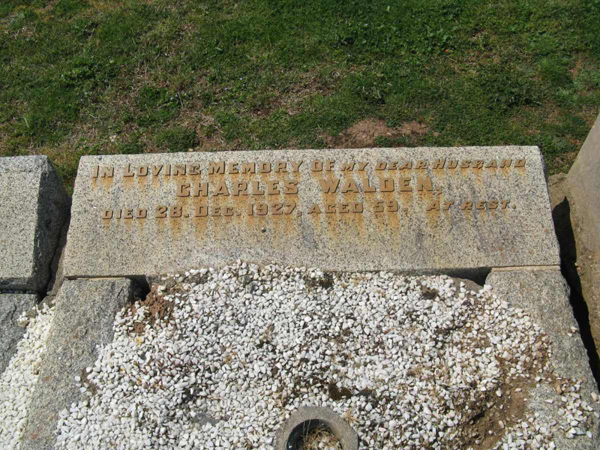 In Loving Memory of my dear Husband
CHARLES WALDEN.
Died 28. Dec. 1927, Aged 59. At Rest.